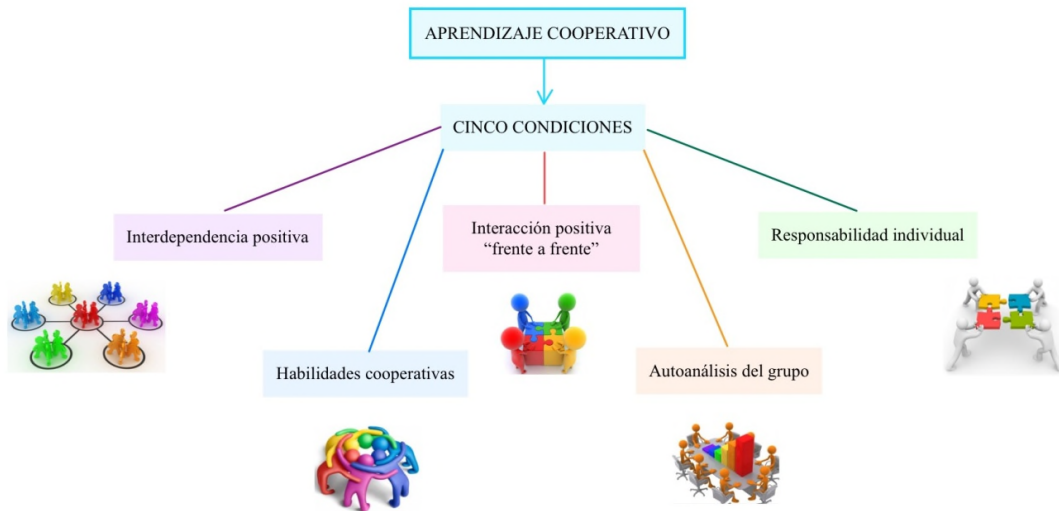 APRENDIZAJE COOPERATIVO
CINCO CONDICIONES
Interdependencia positiva
Interacción positiva
“frente a frente”
Responsabilidad individual
Habilidades cooperativas
Autoanálisis del grupo